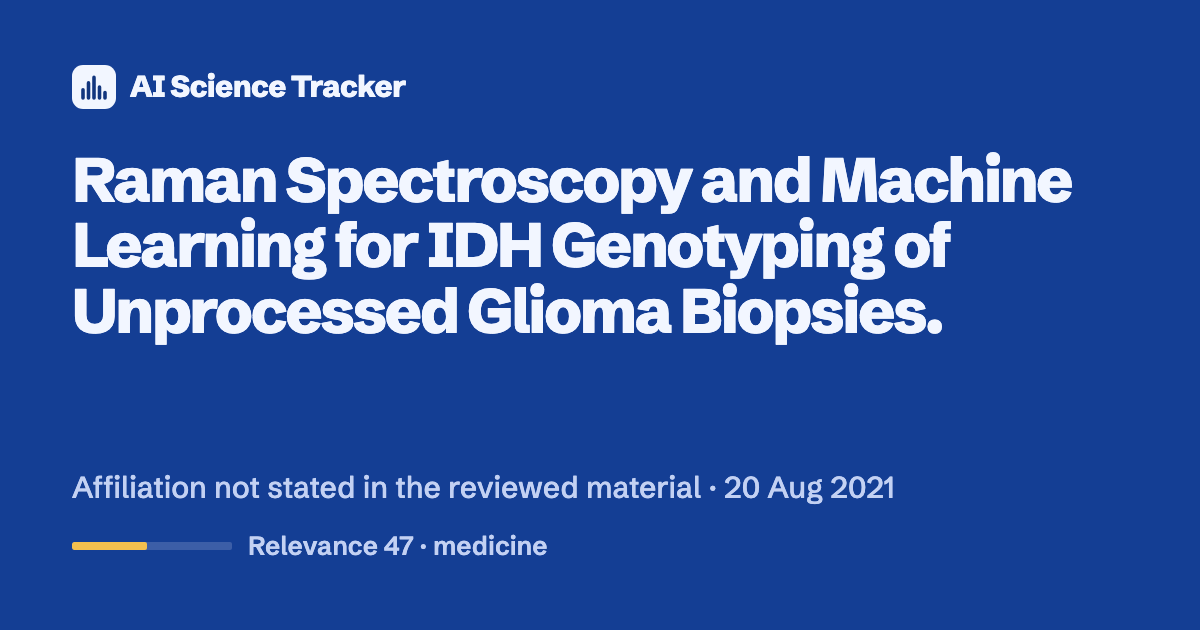 AI Science Tracker
Raman Spectroscopy and Machine
Learning for IDH Genotyping of
Unprocessed Glioma Biopsies.
Affiliation not stated in the reviewed material · 20 Aug 2021
Relevance 47 · medicine